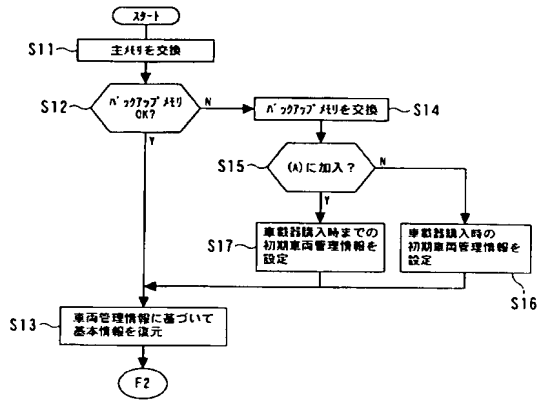 スタート
S11
主メモリを交換
S12
バックアップメモリ
OK?
N
バックアップメモリを交換
S14
Y
S15
(A)に加入?
N
Y
S17
車載器購入時までの
初期車両管理情報を
設定
車載器購入時の
初期車両管理情報を
設定
S16
S13
車両管理情報に基づいて
基本情報を復元
F2